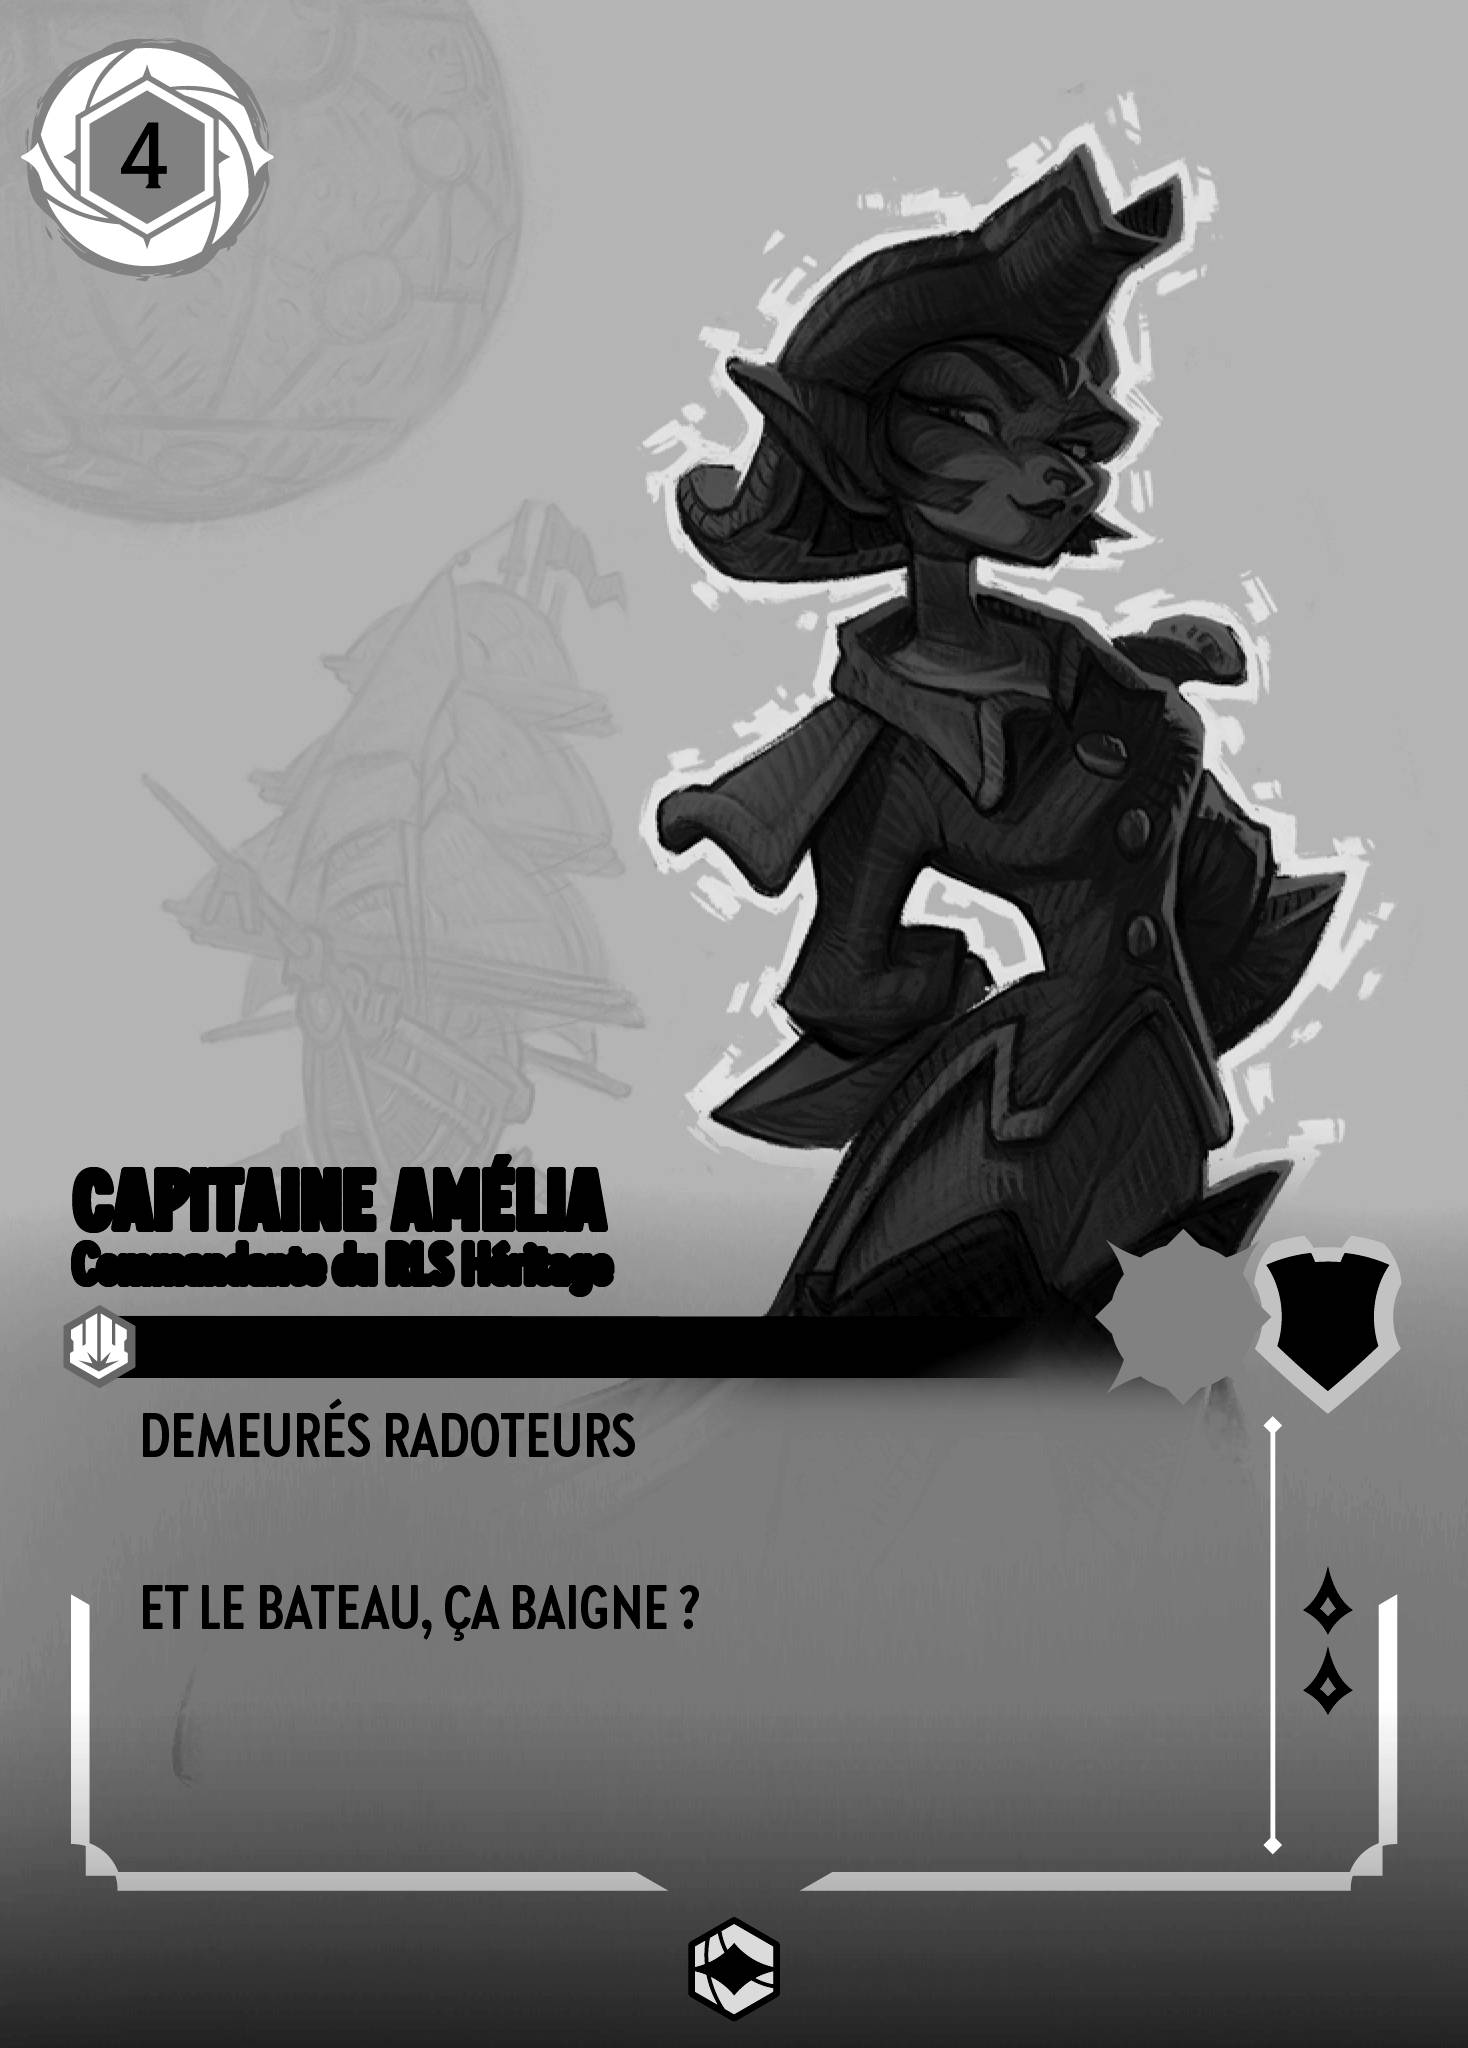 4
CAPITAINE AMÉLIA
Commandante du RLS Héritage
DEMEURÉS RADOTEURS
ET LE BATEAU, ÇA BAIGNE ?